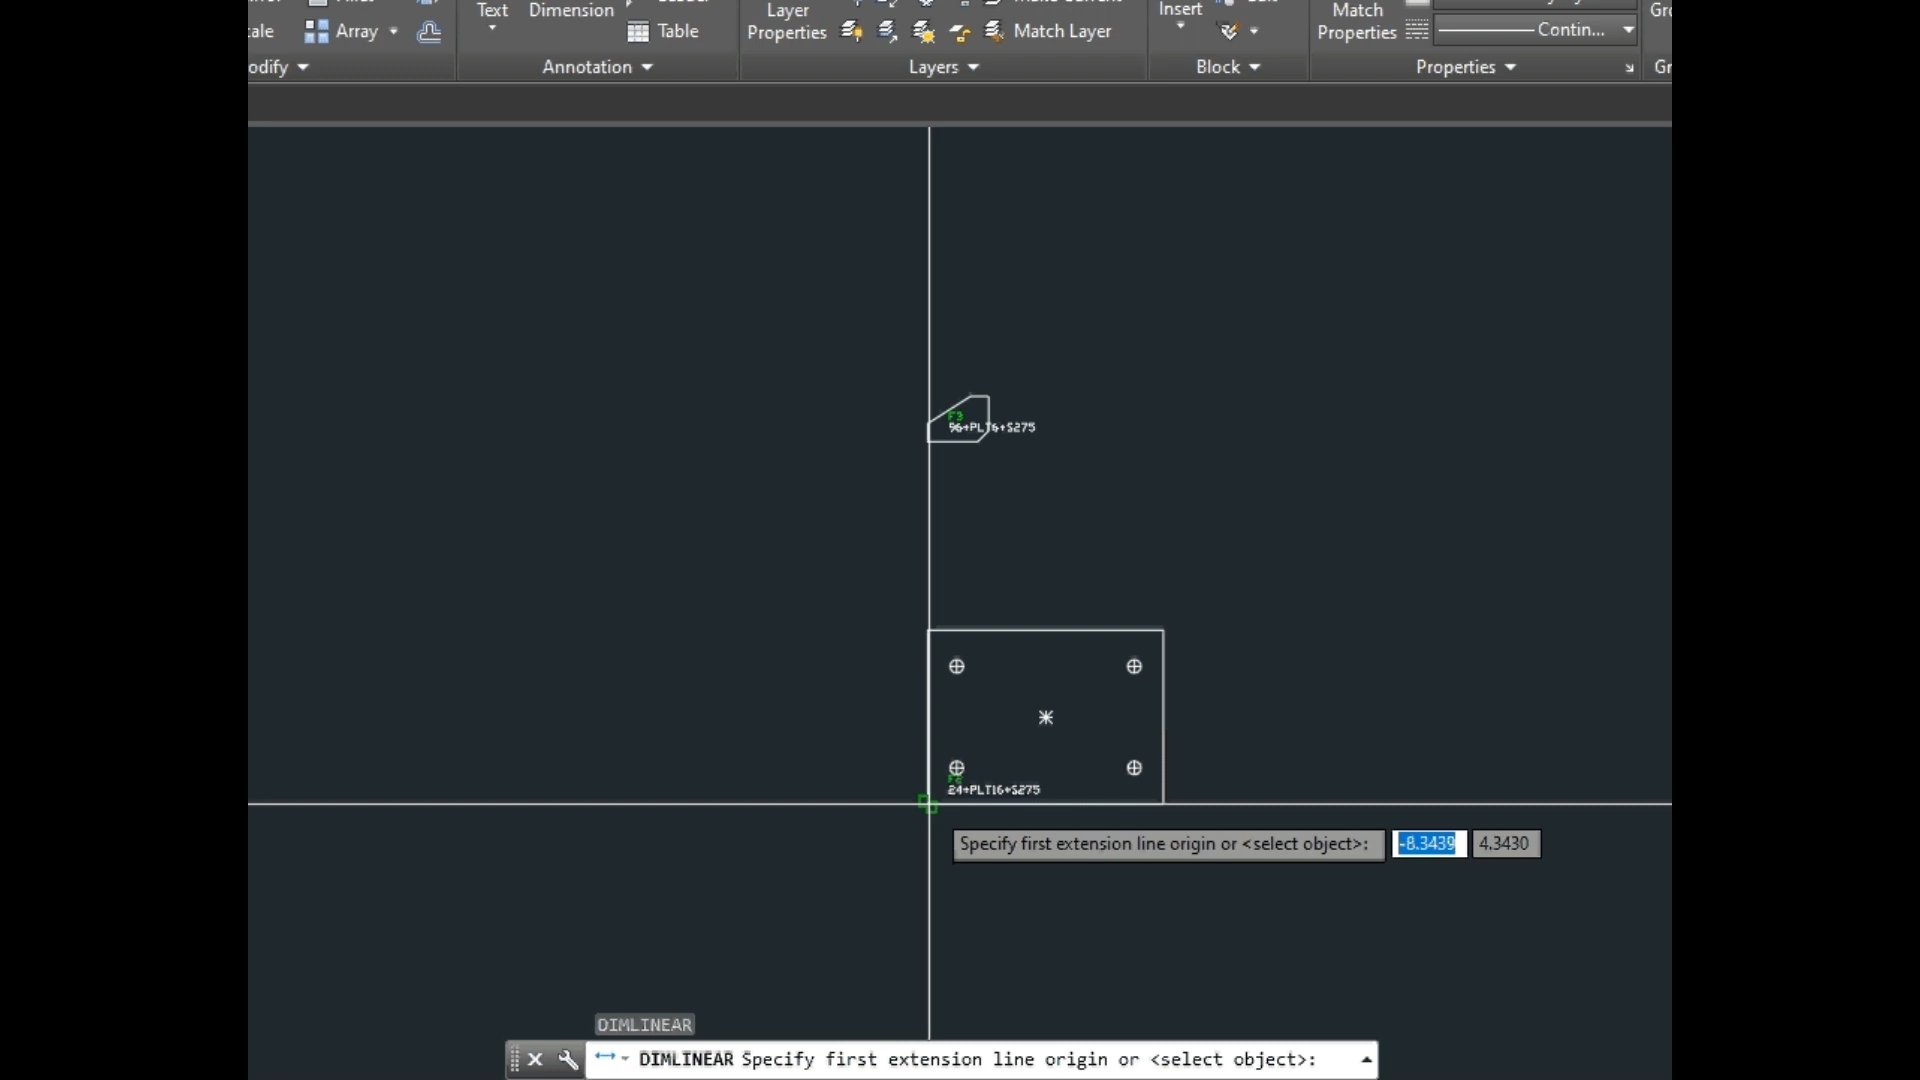 Text
Dimension
Layer
Properties
Insert
Match
Properties
Array
Table
Match Layer
Contin...
Annotation
Layers
Block
Properties
F3
96+PLT6+S275
24+PLT16+S275
Specify first extension line origin or <select object>: -8.3439 4.3430
DIMLINEAR
DIMLINEAR Specify first extension line origin or <select object>: